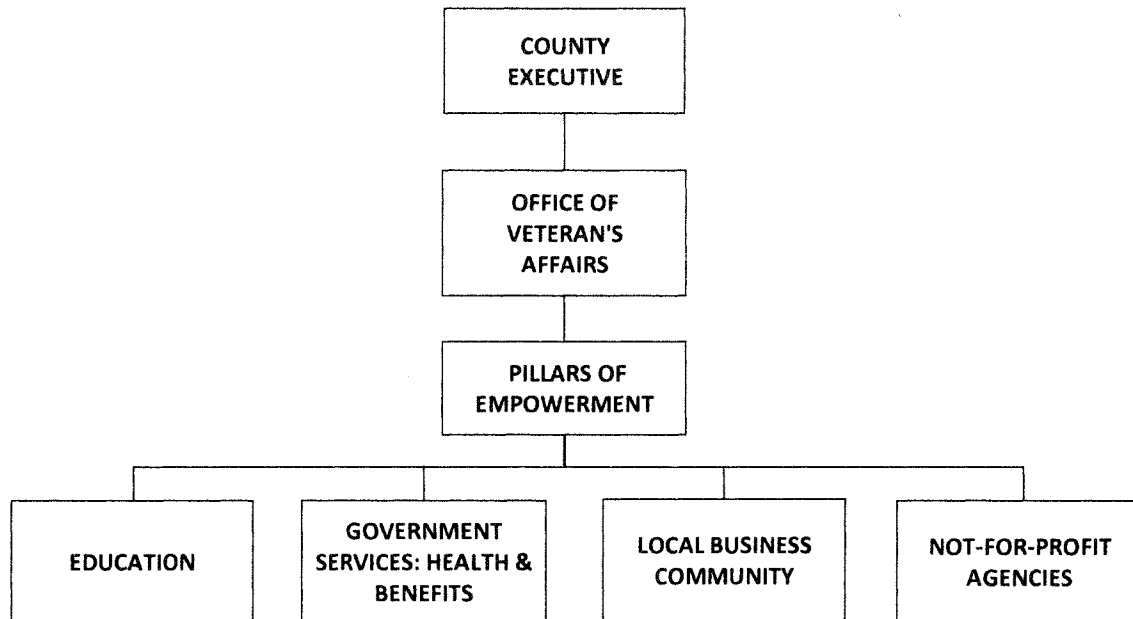 COUNTY
EXECUTIVE
OFFICE OF
VETERAN'S
AFFAIRS
PILLARS OF
EMPOWERMENT
EDUCATION
GOVERNMENT
SERVICES: HEALTH &
BENEFITS
LOCAL BUSINESS
COMMUNITY
NOT-FOR-PROFIT
AGENCIES